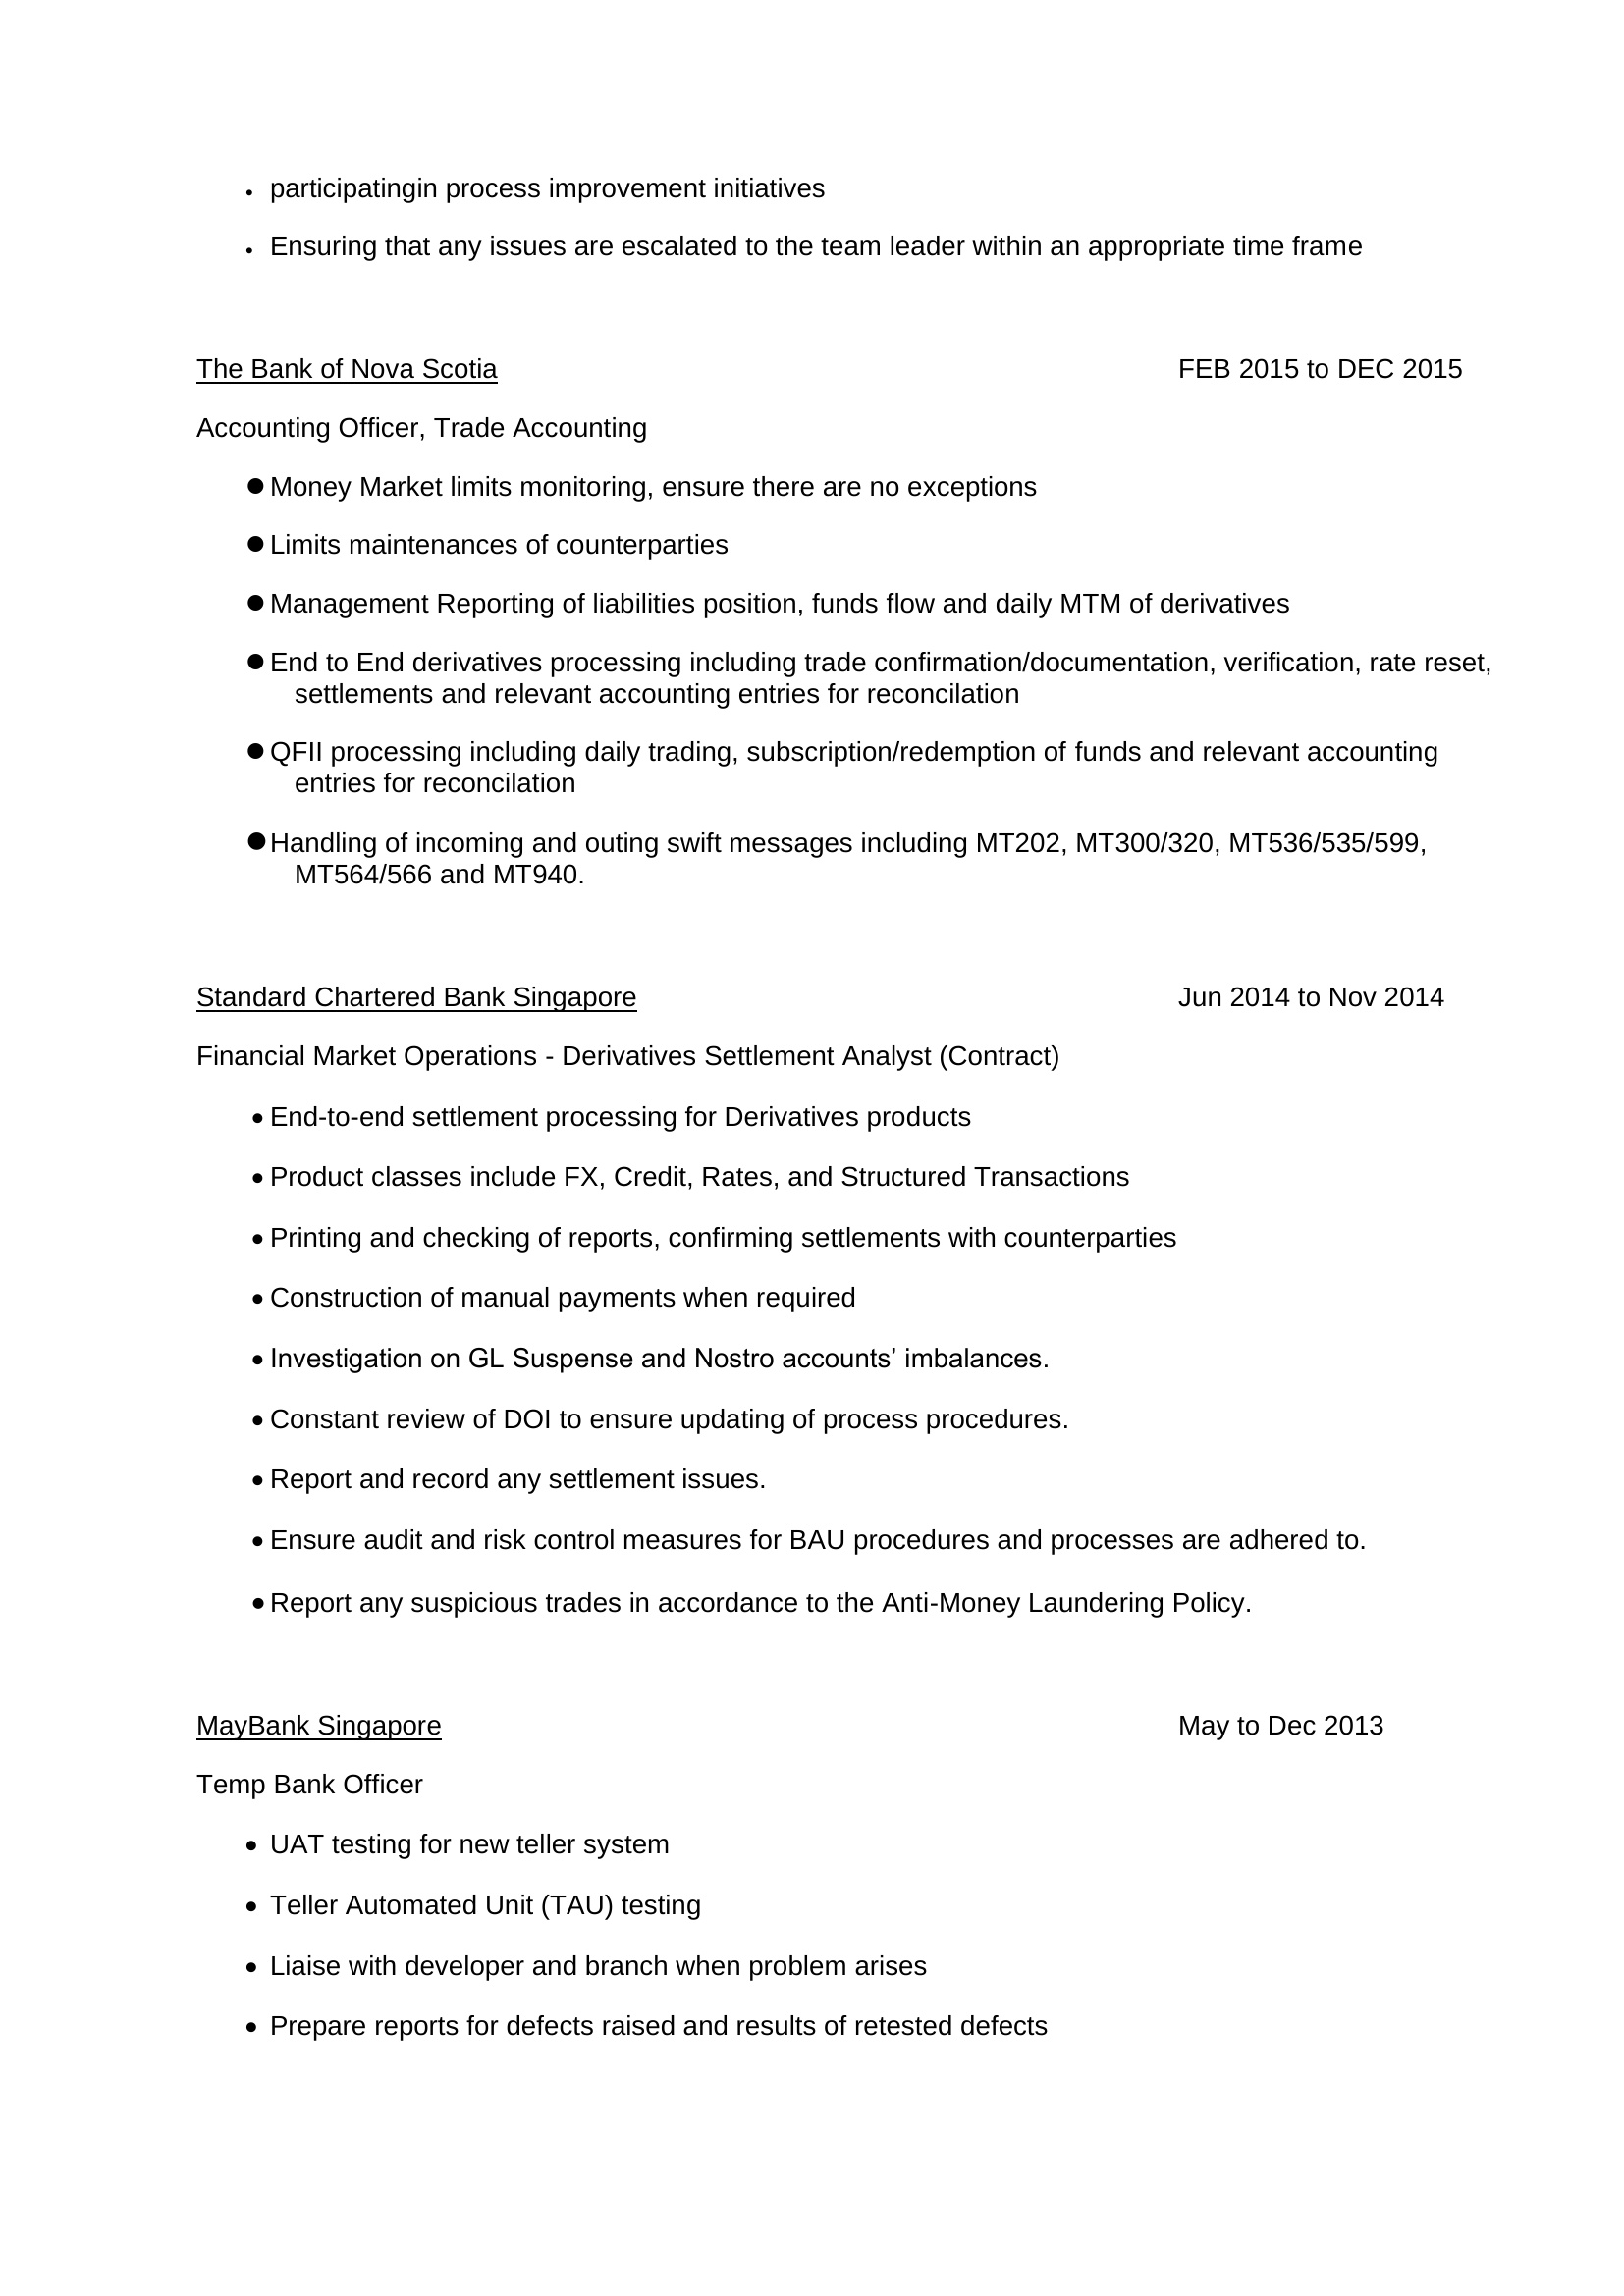 • participatingin process improvement initiatives
• Ensuring that any issues are escalated to the team leader within an appropriate time frame
The Bank of Nova Scotia FEB 2015 to DEC 2015
Accounting Officer, Trade Accounting
● Money Market limits monitoring, ensure there are no exceptions
● Limits maintenances of counterparties
● Management Reporting of liabilities position, funds flow and daily MTM of derivatives
● End to End derivatives processing including trade confirmation/documentation, verification, rate reset,
settlements and relevant accounting entries for reconcilation
● QFII processing including daily trading, subscription/redemption of funds and relevant accounting
entries for reconcilation
● Handling of incoming and outing swift messages including MT202, MT300/320, MT536/535/599,
MT564/566 and MT940.
Standard Chartered Bank Singapore Jun 2014 to Nov 2014
Financial Market Operations - Derivatives Settlement Analyst (Contract)
• End-to-end settlement processing for Derivatives products
• Product classes include FX, Credit, Rates, and Structured Transactions
• Printing and checking of reports, confirming settlements with counterparties
• Construction of manual payments when required
• Investigation on GL Suspense and Nostro accounts’ imbalances.
• Constant review of DOI to ensure updating of process procedures.
• Report and record any settlement issues.
• Ensure audit and risk control measures for BAU procedures and processes are adhered to.
• Report any suspicious trades in accordance to the Anti-Money Laundering Policy.
MayBank Singapore May to Dec 2013
Temp Bank Officer
• UAT testing for new teller system
• Teller Automated Unit (TAU) testing
• Liaise with developer and branch when problem arises
• Prepare reports for defects raised and results of retested defects